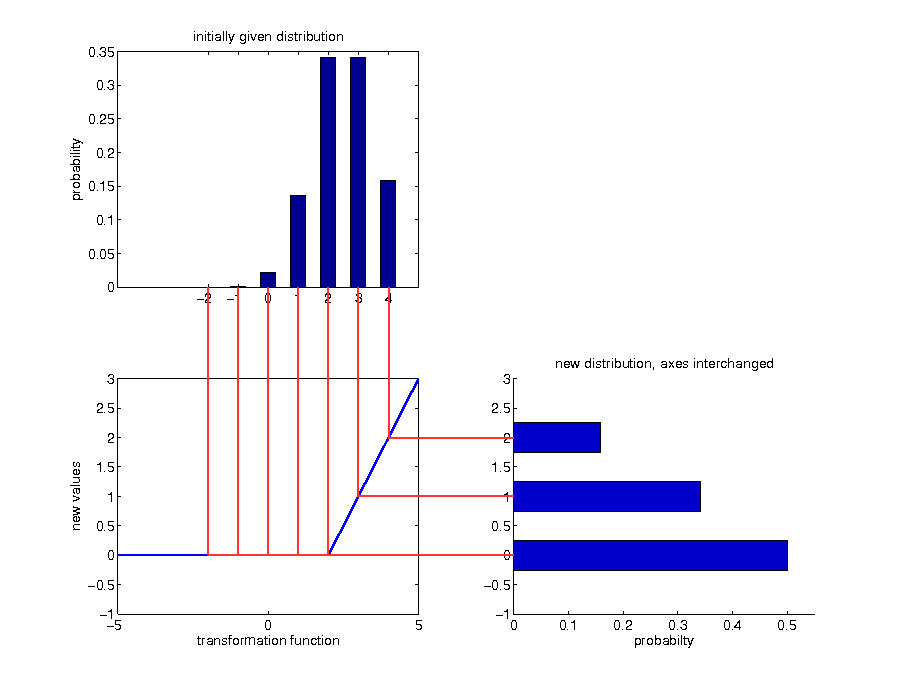 initially given distribution
0.35
0.3
0.25
0.2
0.15
0.1
0.05
0
probability
−2 −1 0 1 2 3 4
new distribution, axes interchanged
3
2.5
2
1.5
1
0.5
0
−0.5
−1
new values
−5 0 5
transformation function
3
2.5
2
1.5
1
0.5
0
−0.5
−1
0 0.1 0.2 0.3 0.4 0.5
probabilty